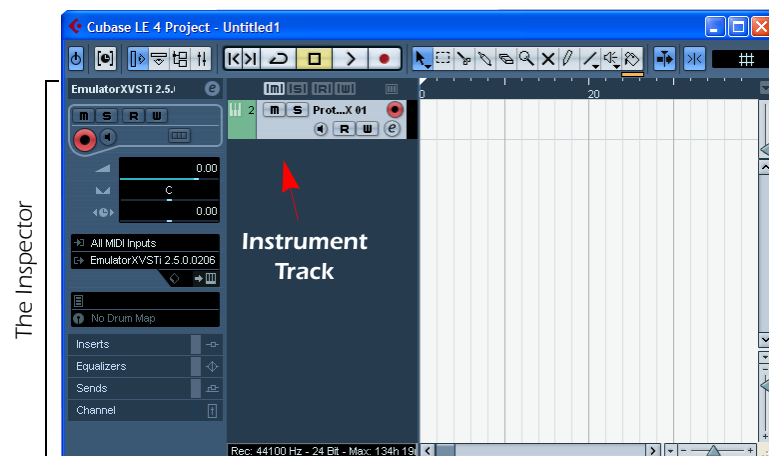 Cubase LE 4 Project - Untitled1
EmulatorXVSTi 2.5.
e
m s R W
0.00
C
0.00
All MIDI Inputs
EmulatorXVSTi 2.5.0.0206
No Drum Map
Inserts
Equalizers
Sends
Channel
The Inspector
[m] [S] [R] [W]
2 m S Prot...X 01
R W e
Instrument
Track
0 20
Rec: 44100 Hz - 24 Bit - Max: 134h 19